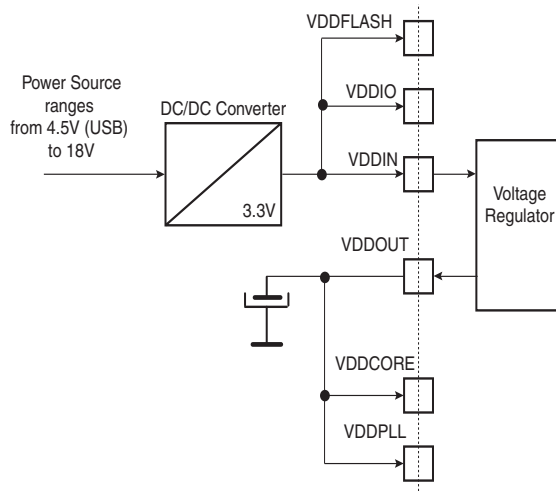 VDDFLASH
Power Source
ranges
from 4.5V (USB)
to 18V
DC/DC Converter
VDDIO
VDDIN
3.3V
Voltage
Regulator
VDDOUT
VDDCORE
VDDPLL